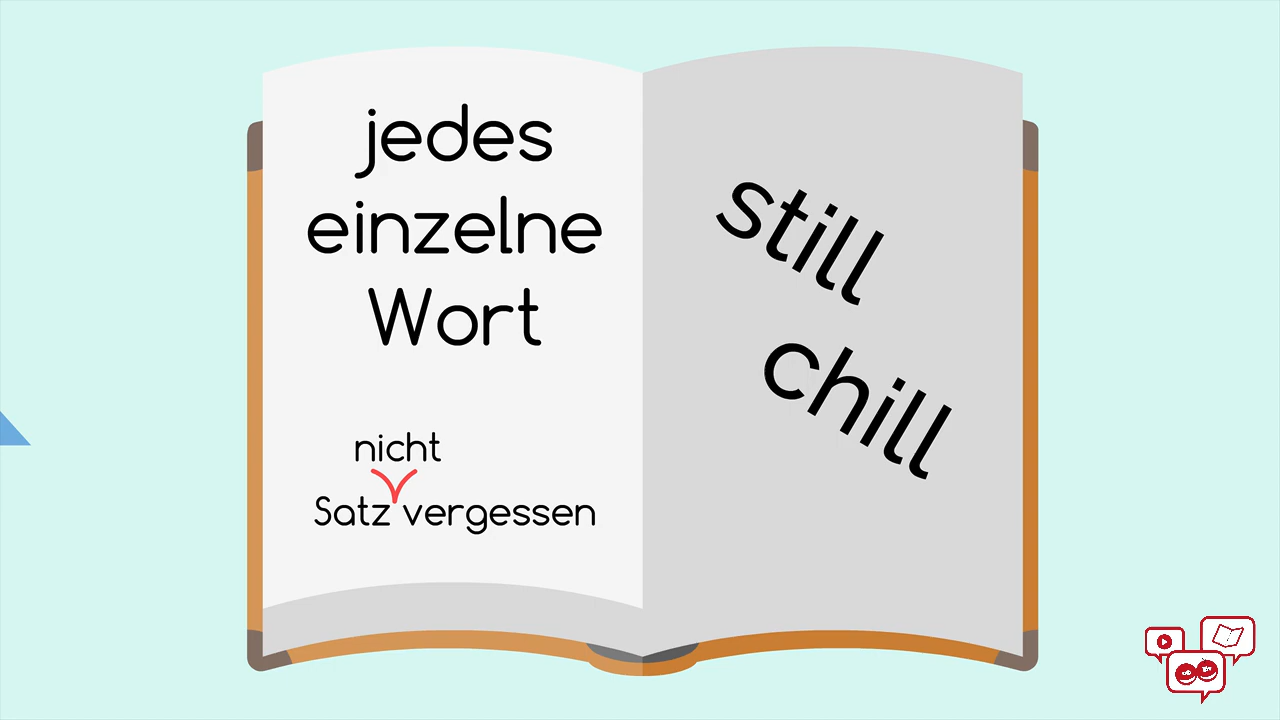 jedes
einzelne
Wort
nicht
Satz vergessen
still
chill